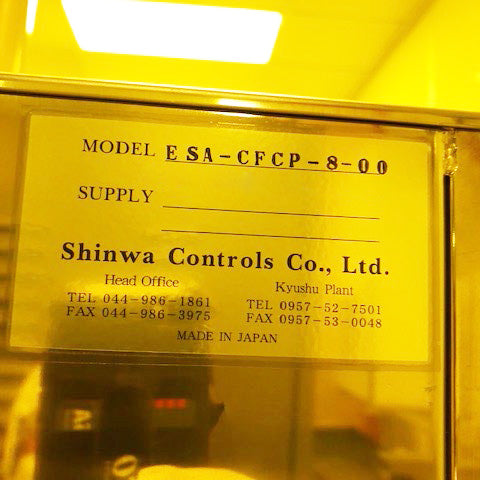 MODEL ESA-CFCP-8-00
SUPPLY
Shinwa Controls Co., Ltd.
Head Office Kyushu Plant
TEL 044-986-1861 TEL 0957-52-7501
FAX 044-986-3975 FAX 0957-53-0048
MADE IN JAPAN